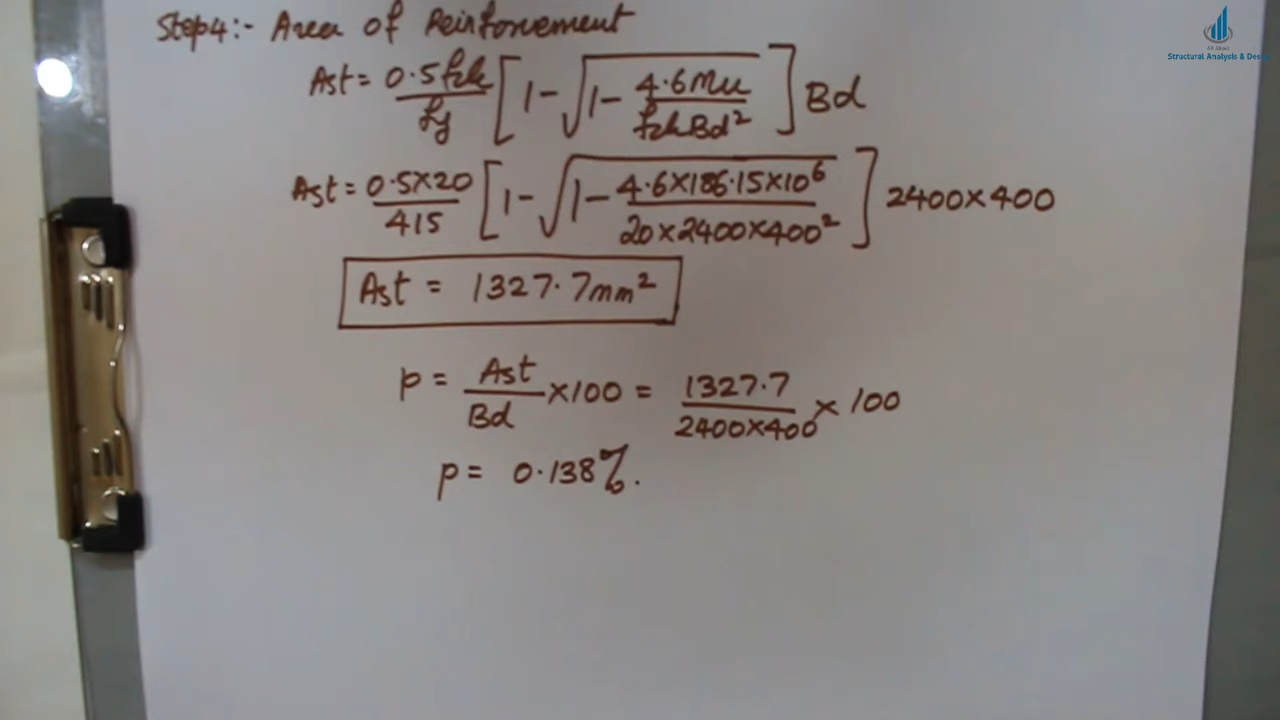 Step4:- Area of Reinforcement
Ast = 0.5fck/fy [1-√(1-4.6Mu/fckBd²)] Bd
Ast = 0.5×20/415 [1-√(1-4.6×186.15×10⁶/20×2400×400²)] 2400×400
Ast = 1327.7mm²
p = Ast/Bd ×100 = 1327.7/2400×400 × 100
p = 0.138%.
Structural Analysis & Des